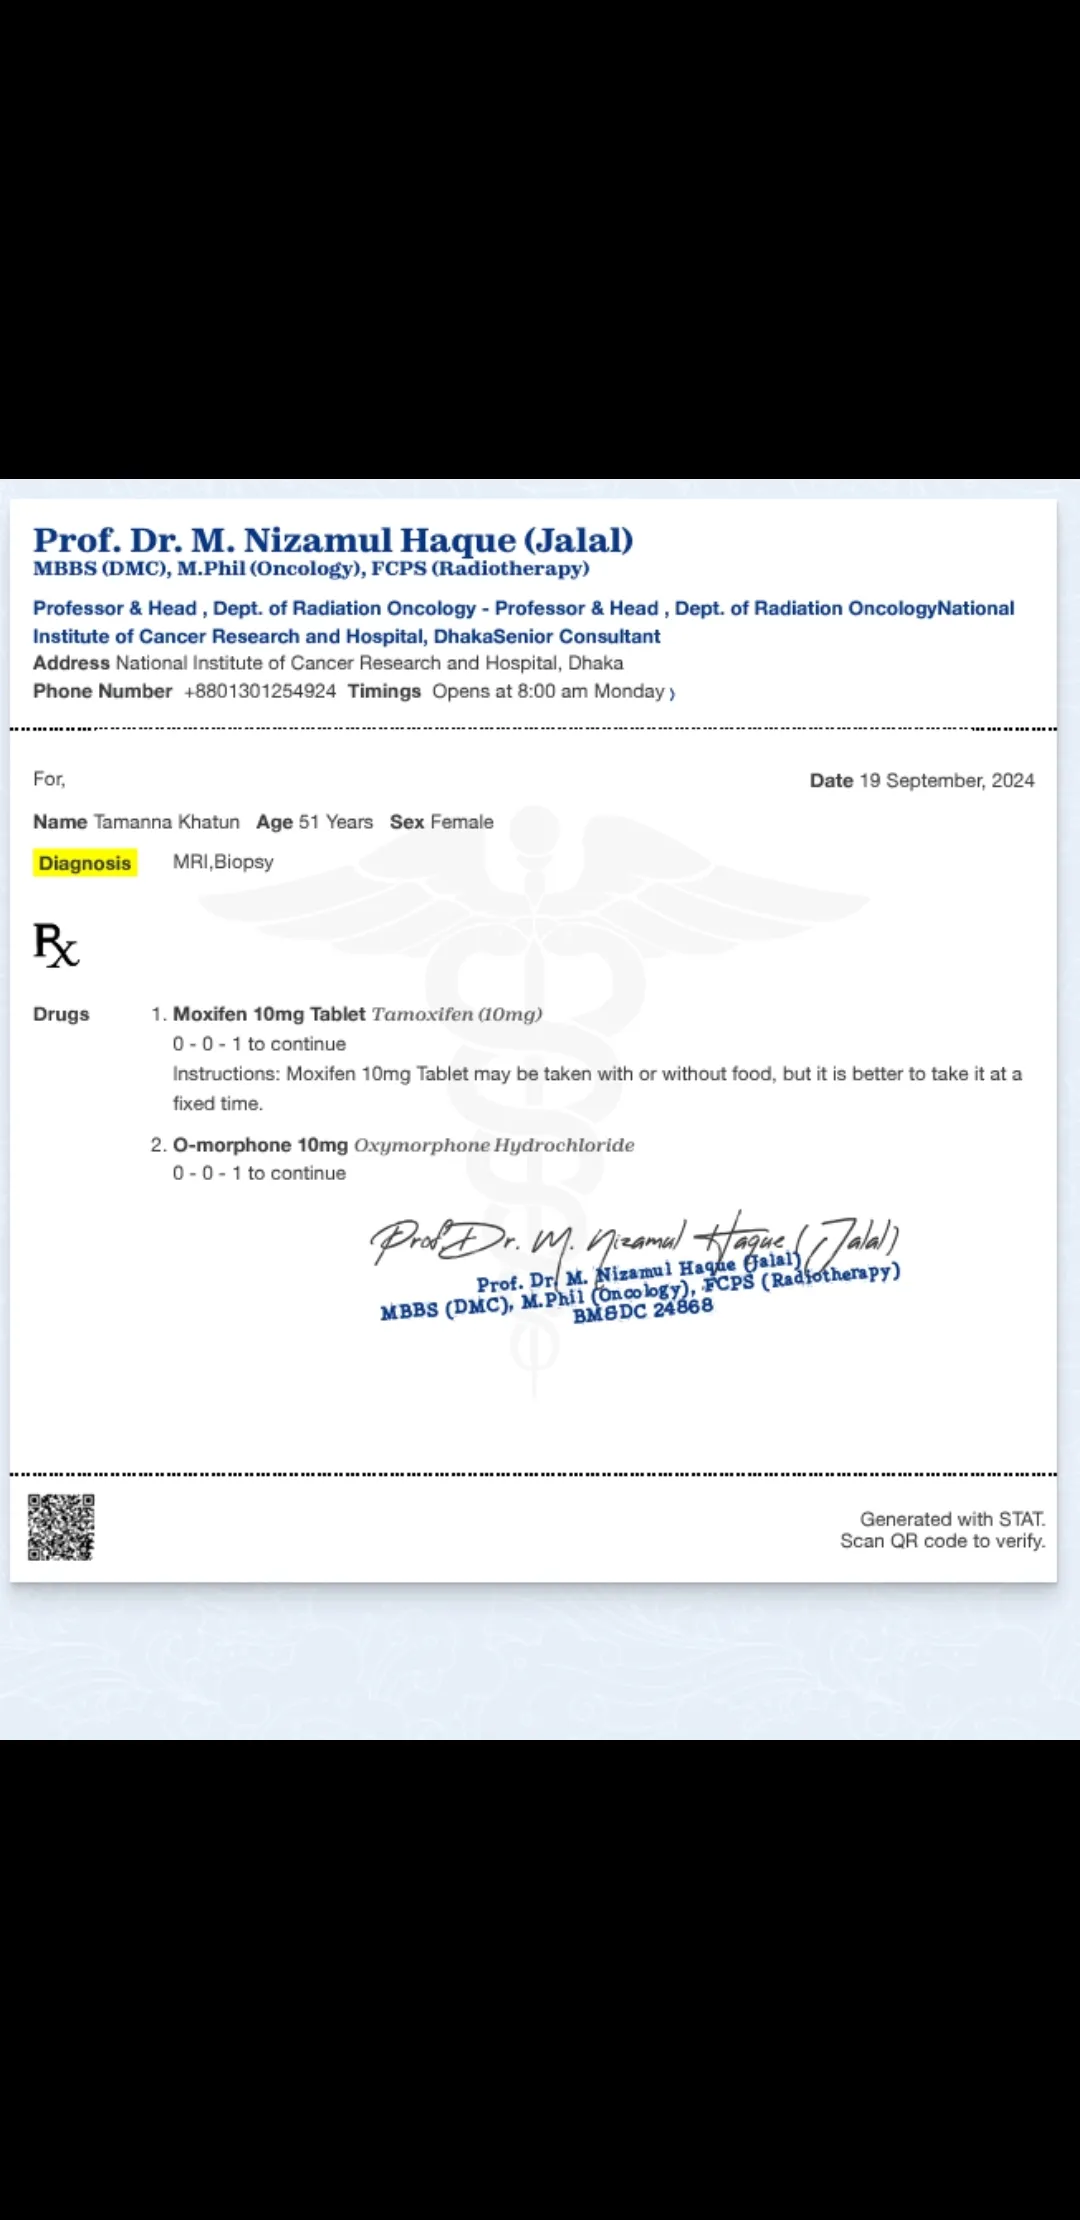 Prof. Dr. M. Nizamul Haque (Jalal)
MBBS (DMC), M.Phil (Oncology), FCPS (Radiotherapy)
Professor & Head , Dept. of Radiation Oncology - Professor & Head , Dept. of Radiation OncologyNational
Institute of Cancer Research and Hospital, DhakaSenior Consultant
Address National Institute of Cancer Research and Hospital, Dhaka
Phone Number +8801301254924 Timings Opens at 8:00 am Monday ⟩
For,
Date 19 September, 2024
Name Tamanna Khatun Age 51 Years Sex Female
Diagnosis MRI,Biopsy
Rx
Drugs 1. Moxifen 10mg Tablet Tamoxifen (10mg)
0 - 0 - 1 to continue
Instructions: Moxifen 10mg Tablet may be taken with or without food, but it is better to take it at a
fixed time.
2. O-morphone 10mg Oxymorphone Hydrochloride
0 - 0 - 1 to continue
Prof Dr. M. Nizamul Haque (Jalal)
Prof. Dr. M. Nizamul Haque (Jalal)
MBBS (DMC), M.Phil (Oncology), FCPS (Radiotherapy)
BM&DC 24868
Generated with STAT.
Scan QR code to verify.